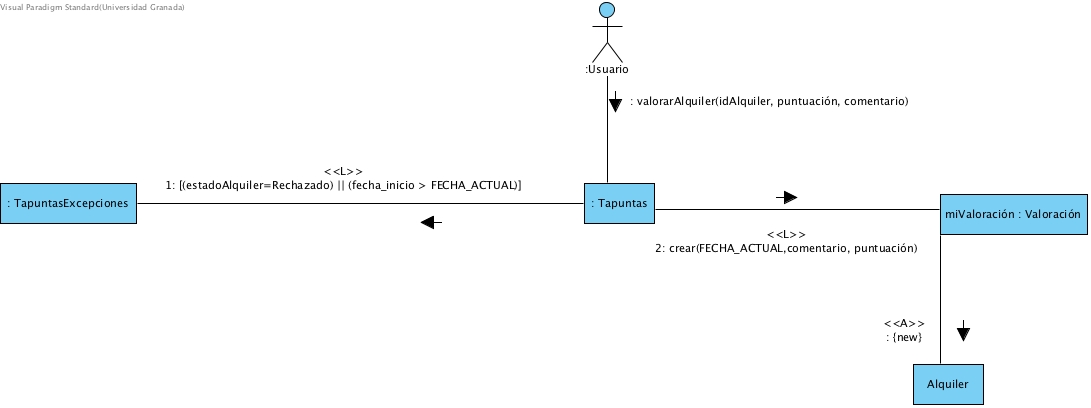 Visual Paradigm Standard(Universidad Granada)
:Usuario
: valorarAlquiler(idAlquiler, puntuación, comentario)
<<L>>
1: [(estadoAlquiler=Rechazado) || (fecha_inicio > FECHA_ACTUAL)]
: TapuntasExcepciones
: Tapuntas
miValoración : Valoración
<<L>>
2: crear(FECHA_ACTUAL,comentario, puntuación)
<<A>>
: {new}
Alquiler